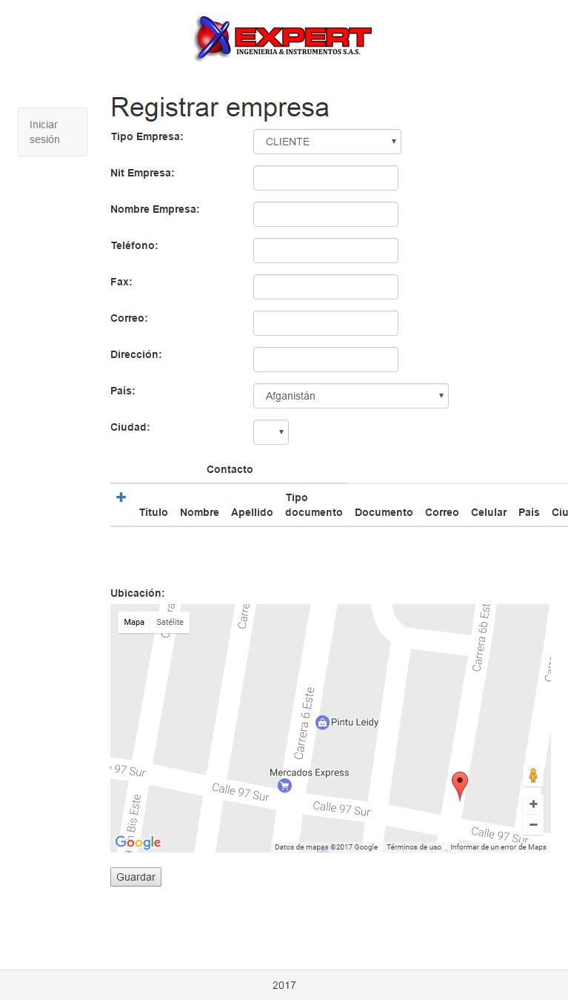 EXPERT
INGENIERIA & INSTRUMENTOS S.A.S.
Iniciar
sesión
Registrar empresa
Tipo Empresa:
CLIENTE
Nit Empresa:
Nombre Empresa:
Teléfono:
Fax:
Correo:
Dirección:
País:
Afganistán
Ciudad:
Contacto
Tipo
Título Nombre Apellido documento Documento Correo Celular País Ciu
Ubicación:
Mapa Satélite
Carrera
Carre
Carrera 6b Est
Carrera 6 Este
Pintu Leidy
Mercados Express
97 Sur
Calle 97 Sur
Calle 97 Sur
Calle 97 Sur
Bis Este
Google
Datos de mapas ©2017 Google Términos de uso Informar de un error de Maps
Guardar
2017